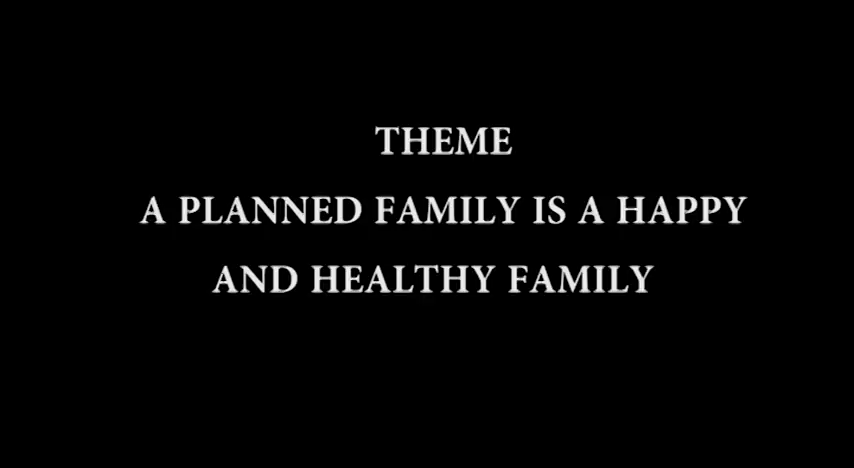 THEME
A PLANNED FAMILY IS A HAPPY
AND HEALTHY FAMILY